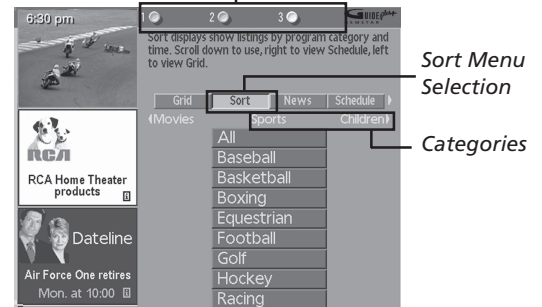 6:30 pm
1 2 3
GUIDE Plus+
GEMSTAR
Sort displays show listings by program category and
time. Scroll down to use, right to view Schedule, left
to view Grid.
Sort Menu
Selection
Grid Sort News Schedule
Movies Sports Children
Categories
All
Baseball
Basketball
Boxing
Equestrian
Football
Golf
Hockey
Racing
RCA
RCA Home Theater
products
Dateline
Air Force One retires
Mon. at 10:00